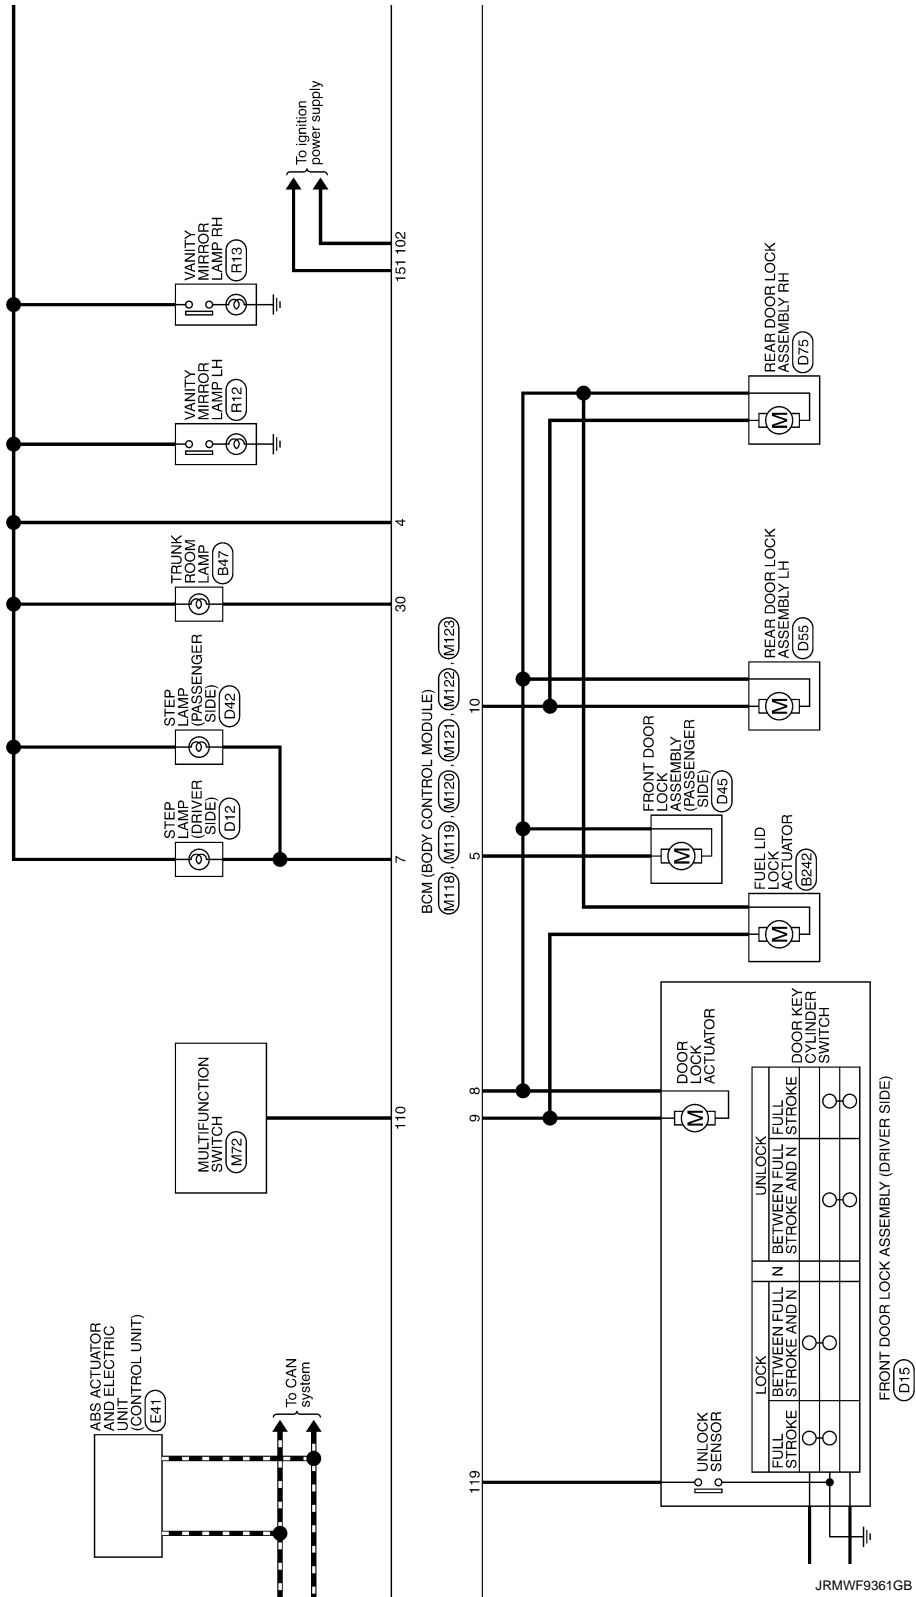 To ignition
power supply
VANITY
MIRROR
LAMP RH
R13
151
102
VANITY
MIRROR
LAMP LH
R12
4
TRUNK
ROOM
LAMP
B47
30
STEP
LAMP
(PASSENGER
SIDE)
D42
STEP
LAMP
(DRIVER
SIDE)
D12
7
MULTIFUNCTION
SWITCH
M72
110
ABS ACTUATOR
AND ELECTRIC
UNIT
(CONTROL UNIT)
E41
To CAN
system
BCM (BODY CONTROL MODULE)
M118 , M119 , M120 , M121 , M122 , M123
REAR DOOR LOCK
ASSEMBLY RH
D75
M
REAR DOOR LOCK
ASSEMBLY LH
D55
M
10
FRONT DOOR
LOCK
ASSEMBLY
(PASSENGER
SIDE)
D45
M
5
FUEL LID
LOCK
ACTUATOR
B242
M
8
9
DOOR
LOCK
ACTUATOR
M
DOOR KEY
CYLINDER
SWITCH
LOCK
N
UNLOCK
FULL
STROKE
BETWEEN FULL
STROKE AND N
BETWEEN FULL
STROKE AND N
FULL
STROKE
UNLOCK
SENSOR
119
FRONT DOOR LOCK ASSEMBLY (DRIVER SIDE)
D15
JRMWF9361GB